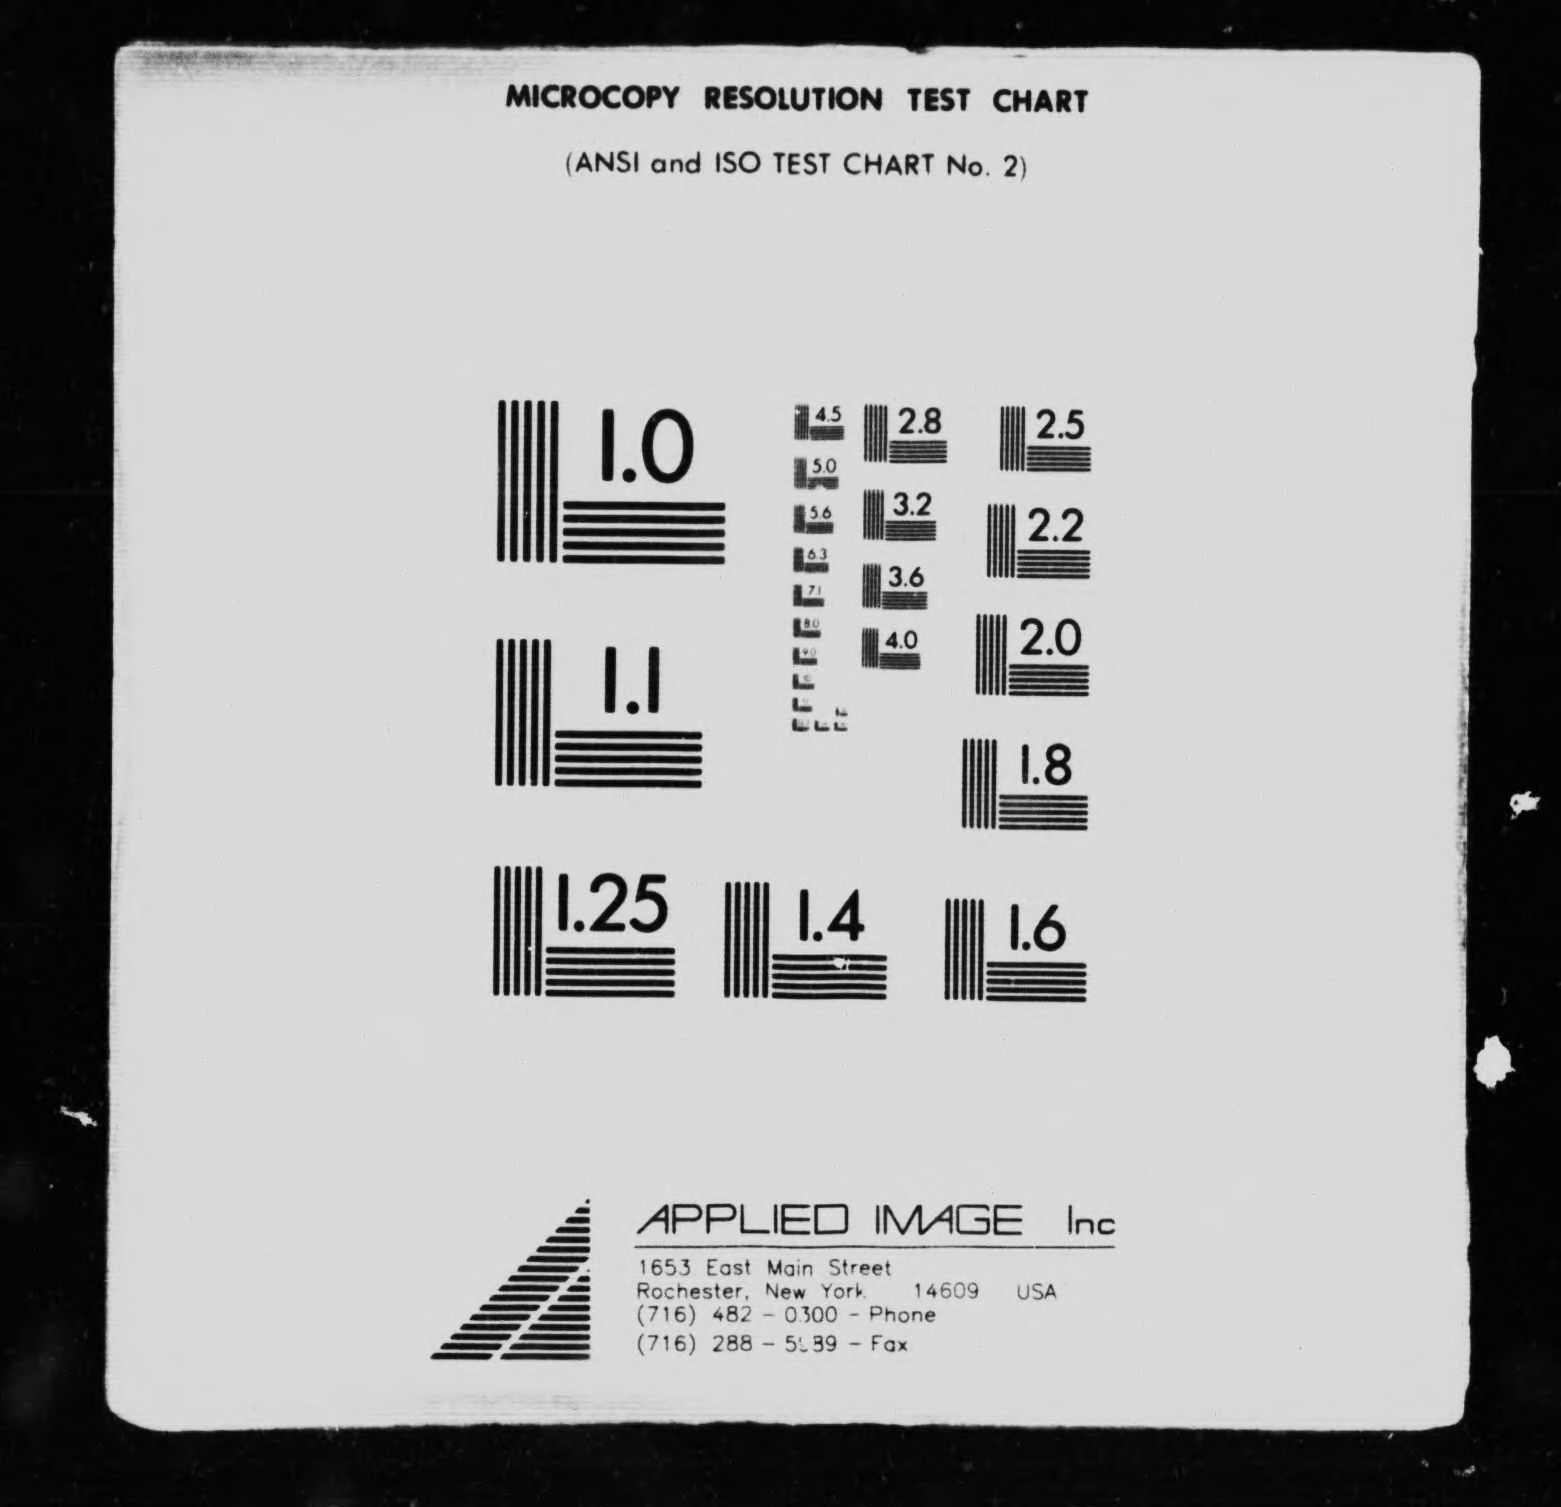 MICROCOPY RESOLUTION TEST CHART
(ANSI and ISO TEST CHART No. 2)
1.0
1.1
1.25
1.4
1.6
1.8
2.0
2.2
2.5
2.8
3.2
3.6
4.0
4.5
5.0
5.6
6.3
7.1
8.0
9.0
APPLIED IMAGE Inc
1653 East Main Street
Rochester, New York 14609 USA
(716) 482 - 0300 - Phone
(716) 288 - - Fax